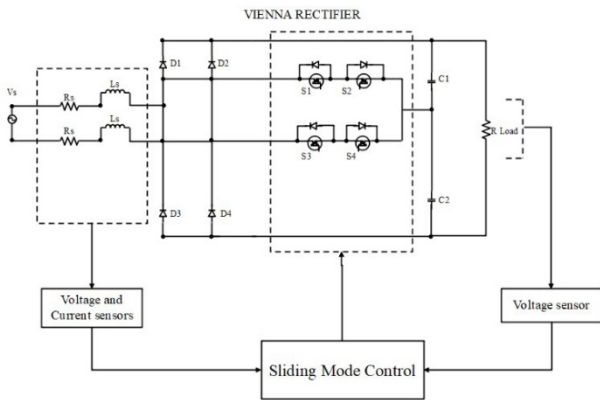 VIENNA RECTIFIER
D1
D2
Vs
Rs
Ls
S1
S2
C1
Rs
Ls
S3
S4
R Load
D3
D4
C2
Voltage and
Current sensors
Voltage sensor
Sliding Mode Control